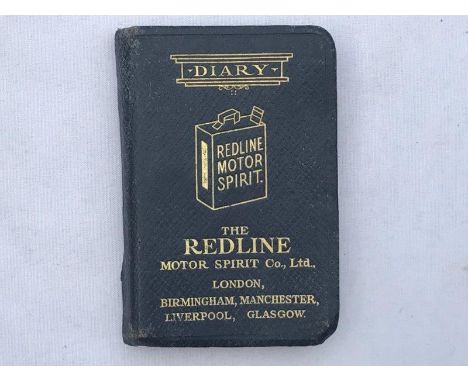 DIARY
REDLINE
MOTOR
SPIRIT.
THE
REDLINE
MOTOR SPIRIT Co., Ltd.,
LONDON,
BIRMINGHAM, MANCHESTER,
LIVERPOOL, GLASGOW.